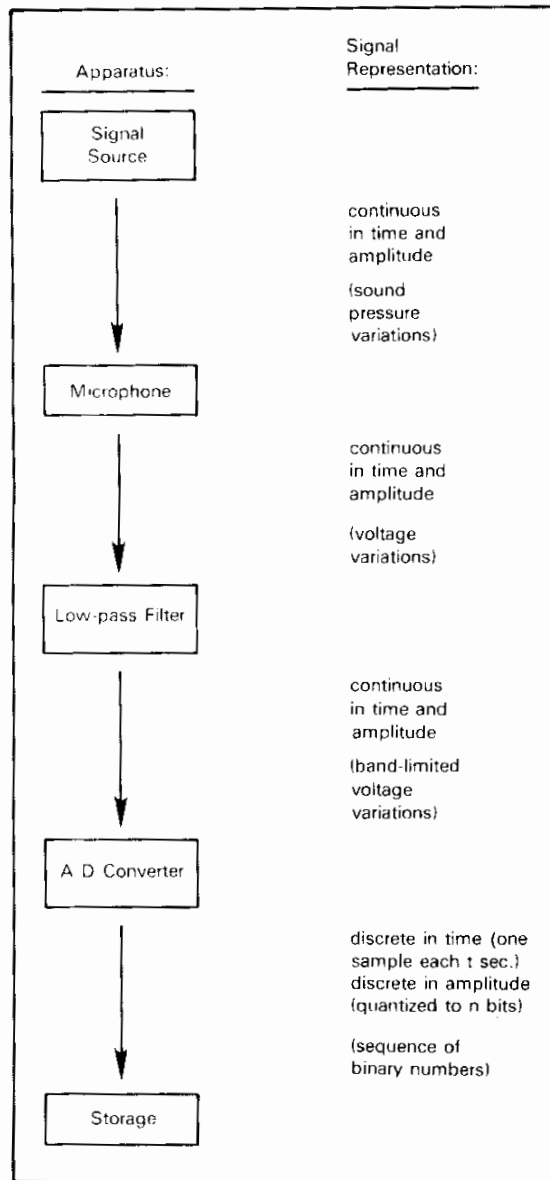 Apparatus:
Signal
Representation:
Signal
Source
continuous
in time and
amplitude
(sound
pressure
variations)
Microphone
continuous
in time and
amplitude
(voltage
variations)
Low-pass Filter
continuous
in time and
amplitude
(band-limited
voltage
variations)
A D Converter
discrete in time (one
sample each t sec.)
discrete in amplitude
(quantized to n bits)
(sequence of
binary numbers)
Storage